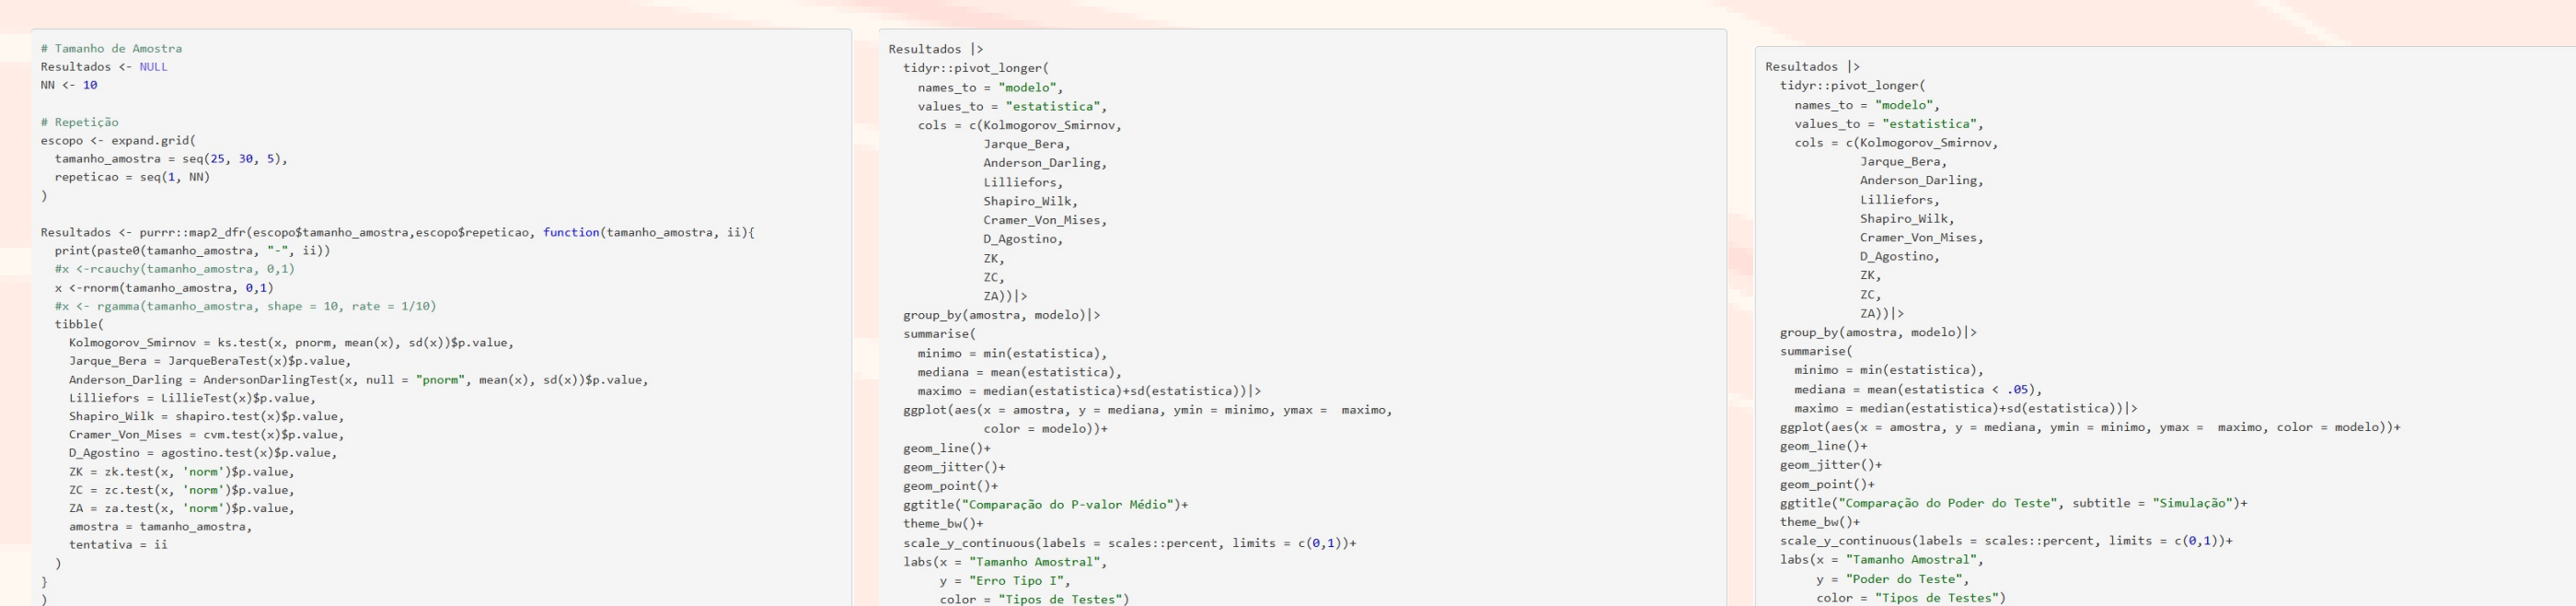 # Tamanho de Amostra
Resultados <- NULL
NN <- 10
# Repetição
escopo <- expand.grid(
  tamanho_amostra = seq(25, 30, 5),
  repeticao = seq(1, NN)
)
Resultados <- purrr::map2_dfr(escopo$tamanho_amostra,escopo$repeticao, function(tamanho_amostra, ii){
  print(paste0(tamanho_amostra, "-", ii))
  #x <-rcauchy(tamanho_amostra, 0,1)
  x <-rnorm(tamanho_amostra, 0,1)
  #x <- rgamma(tamanho_amostra, shape = 10, rate = 1/10)
  tibble(
    Kolmogorov_Smirnov = ks.test(x, pnorm, mean(x), sd(x))$p.value,
    Jarque_Bera = JarqueBeraTest(x)$p.value,
    Anderson_Darling = AndersonDarlingTest(x, null = "pnorm", mean(x), sd(x))$p.value,
    Lilliefors = LillieTest(x)$p.value,
    Shapiro_Wilk = shapiro.test(x)$p.value,
    Cramer_Von_Mises = cvm.test(x)$p.value,
    D_Agostino = agostino.test(x)$p.value,
    ZK = zk.test(x, 'norm')$p.value,
    ZC = zc.test(x, 'norm')$p.value,
    ZA = za.test(x, 'norm')$p.value,
    amostra = tamanho_amostra,
    tentativa = ii
  )
}
)
Resultados |>
  tidyr::pivot_longer(
    names_to = "modelo",
    values_to = "estatistica",
    cols = c(Kolmogorov_Smirnov,
             Jarque_Bera,
             Anderson_Darling,
             Lilliefors,
             Shapiro_Wilk,
             Cramer_Von_Mises,
             D_Agostino,
             ZK,
             ZC,
             ZA))|>
  group_by(amostra, modelo)|>
  summarise(
    minimo = min(estatistica),
    mediana = mean(estatistica),
    maximo = median(estatistica)+sd(estatistica))|>
  ggplot(aes(x = amostra, y = mediana, ymin = minimo, ymax =  maximo,
             color = modelo))+
  geom_line()+
  geom_jitter()+
  geom_point()+
  ggtitle("Comparação do P-valor Médio")+
  theme_bw()+
  scale_y_continuous(labels = scales::percent, limits = c(0,1))+
  labs(x = "Tamanho Amostral",
       y = "Erro Tipo I",
       color = "Tipos de Testes")
Resultados |>
  tidyr::pivot_longer(
    names_to = "modelo",
    values_to = "estatistica",
    cols = c(Kolmogorov_Smirnov,
             Jarque_Bera,
             Anderson_Darling,
             Lilliefors,
             Shapiro_Wilk,
             Cramer_Von_Mises,
             D_Agostino,
             ZK,
             ZC,
             ZA))|>
  group_by(amostra, modelo)|>
  summarise(
    minimo = min(estatistica),
    mediana = mean(estatistica < .05),
    maximo = median(estatistica)+sd(estatistica))|>
  ggplot(aes(x = amostra, y = mediana, ymin = minimo, ymax =  maximo, color = modelo))+
  geom_line()+
  geom_jitter()+
  geom_point()+
  ggtitle("Comparação do Poder do Teste", subtitle = "Simulação")+
  theme_bw()+
  scale_y_continuous(labels = scales::percent, limits = c(0,1))+
  labs(x = "Tamanho Amostral",
       y = "Poder do Teste",
       color = "Tipos de Testes")